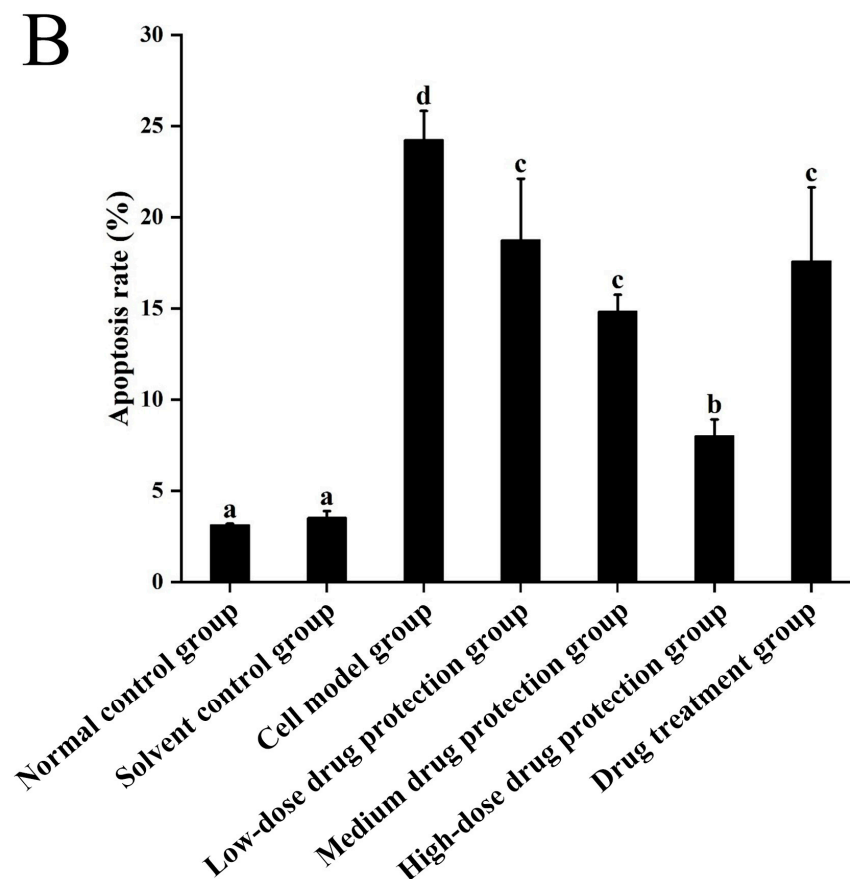 B
Apoptosis rate (%)
30
25
20
15
10
5
0
a
a
d
c
c
b
c
Normal control group
Solvent control group
Cell model group
Low-dose drug protection group
Medium drug protection group
High-dose drug protection group
Drug treatment group